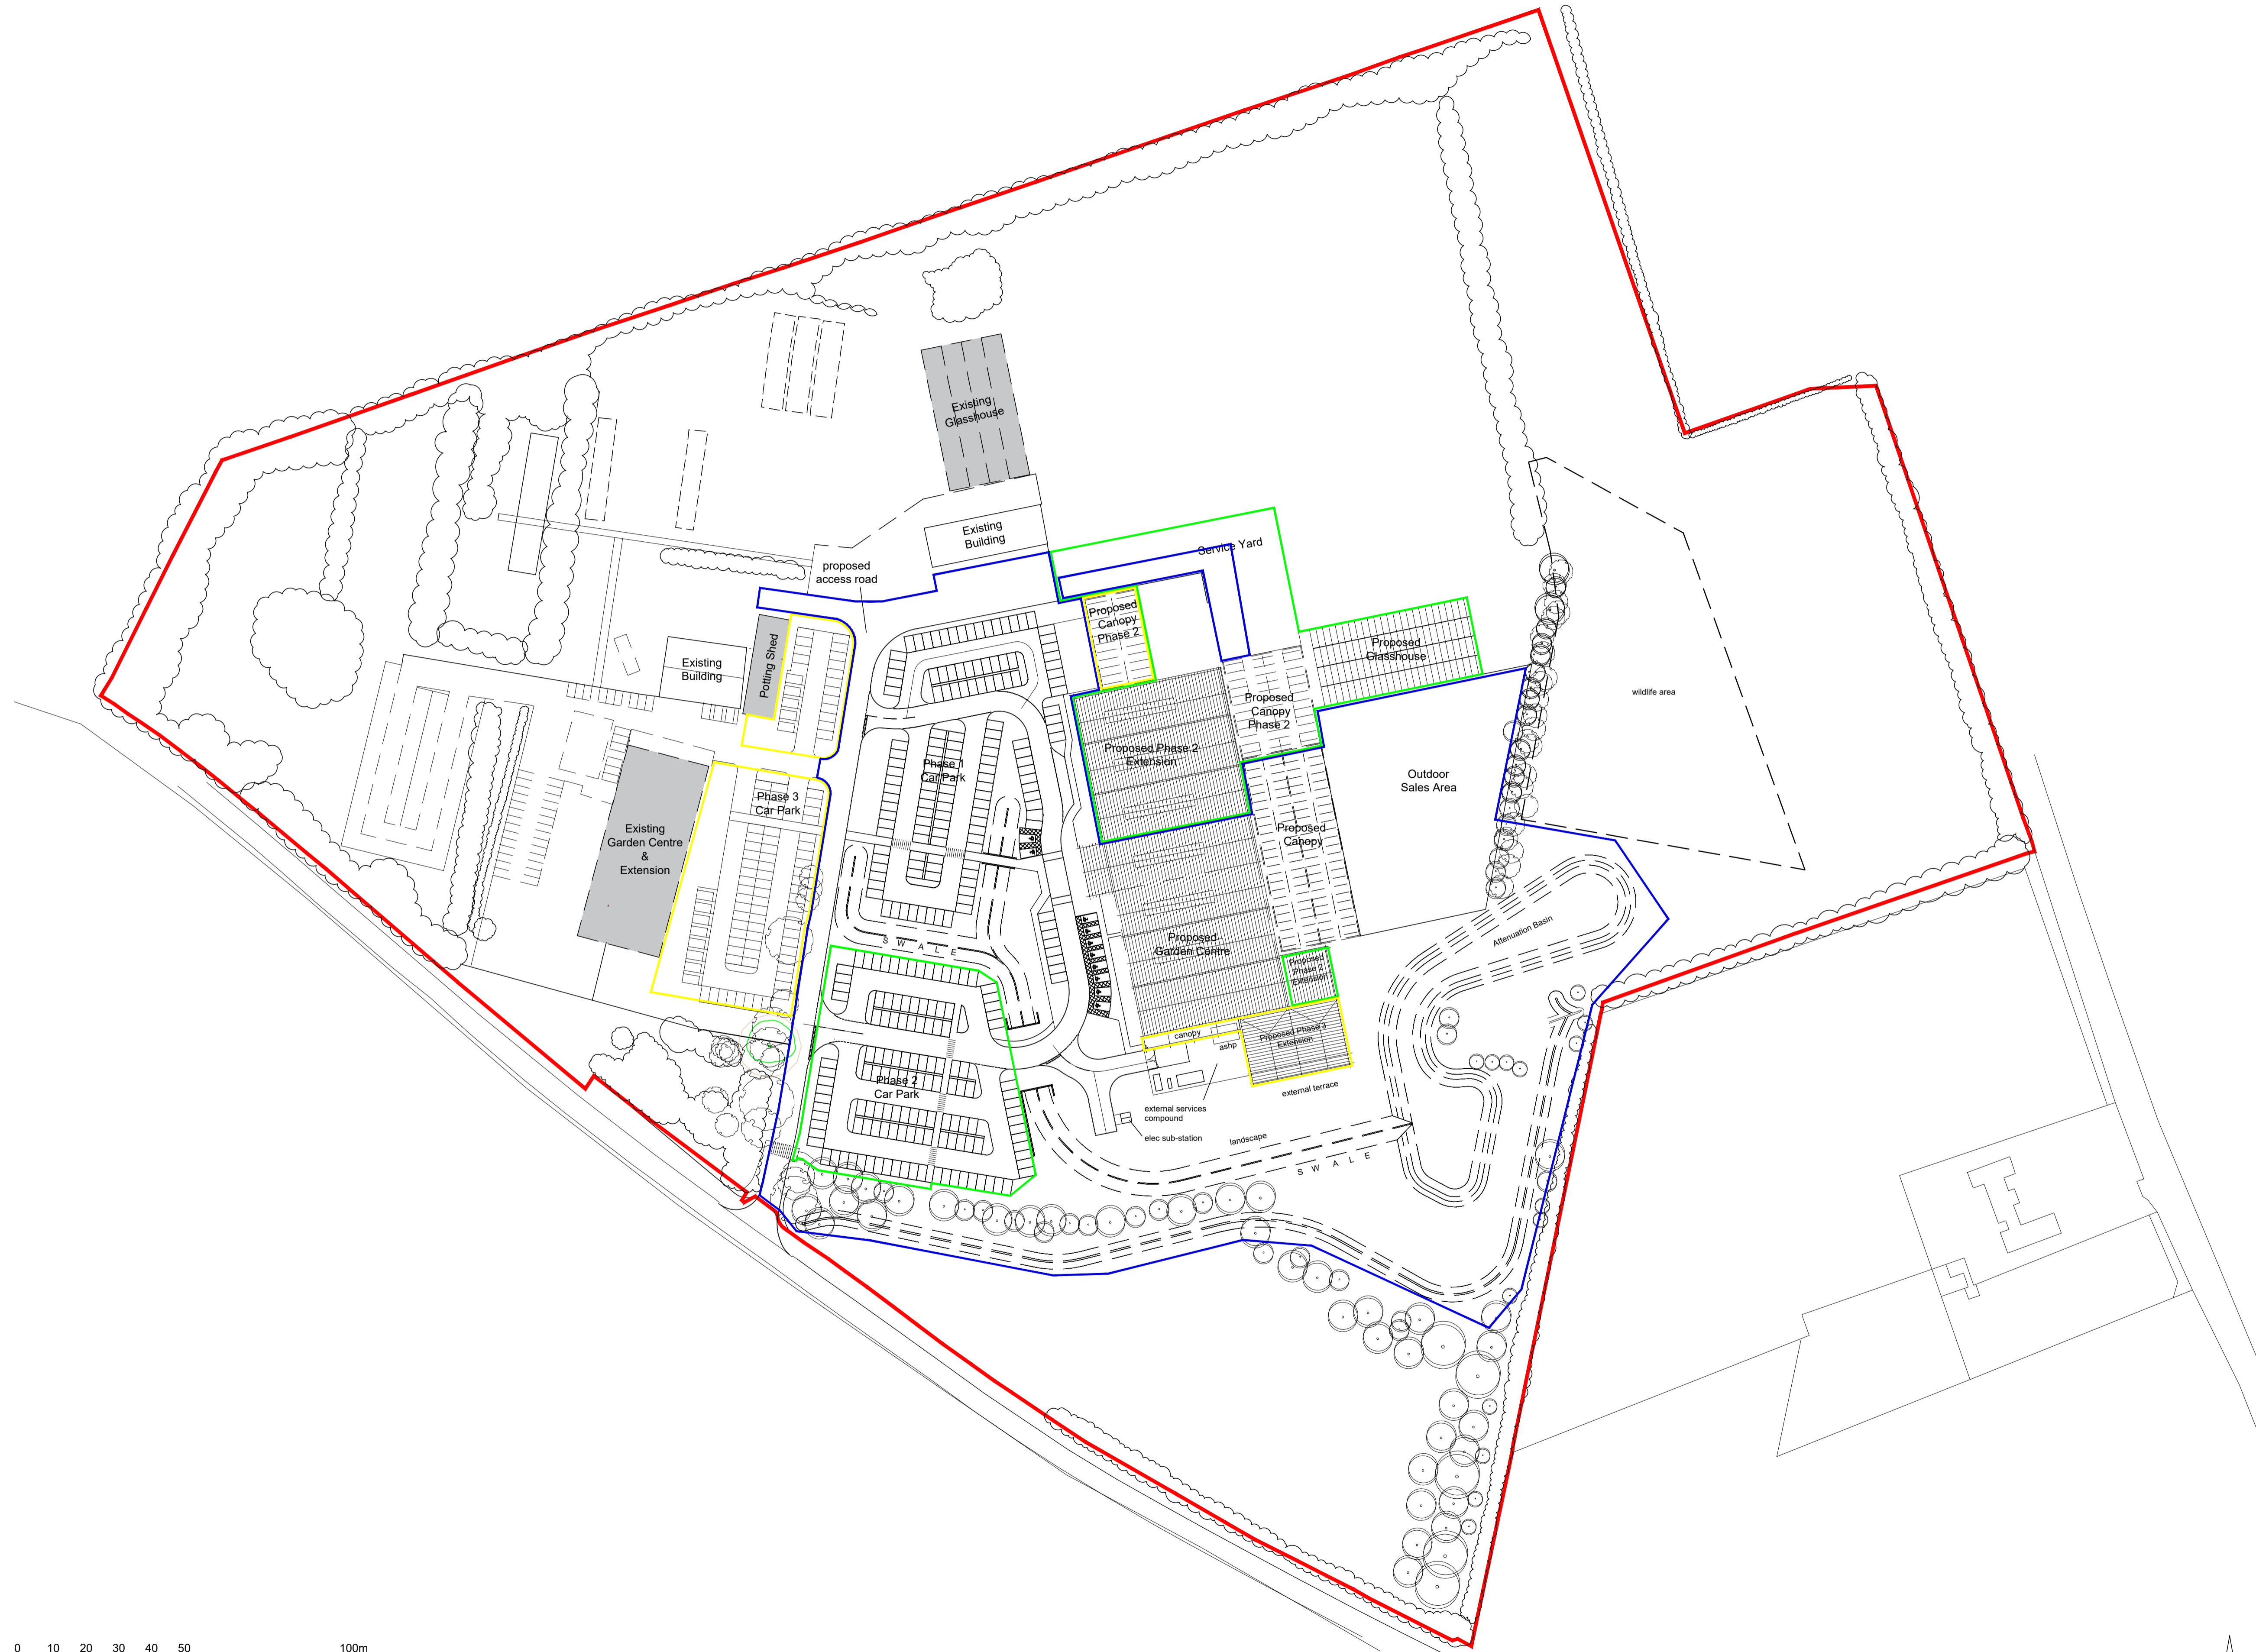 Existing
Glasshouse
Existing
Building
Service Yard
proposed
access road
Proposed
Canopy
Phase 2
Existing
Building
Potting Shed
Proposed
Glasshouse
wildlife area
Proposed
Canopy
Phase 2
Proposed Phase 2
Extension
Phase 1
Car Park
Outdoor
Sales Area
Phase 3
Car Park
Existing
Garden Centre
&
Extension
Proposed
Canopy
Attenuation Basin
SWALE
Proposed
Garden Centre
Proposed
Phase 2
Extension
canopy
ashp
Proposed Phase 3
Extension
Phase 2
Car Park
external terrace
external services
compound
elec sub-station
landscape
SWALE
0 10 20 30 40 50 100m